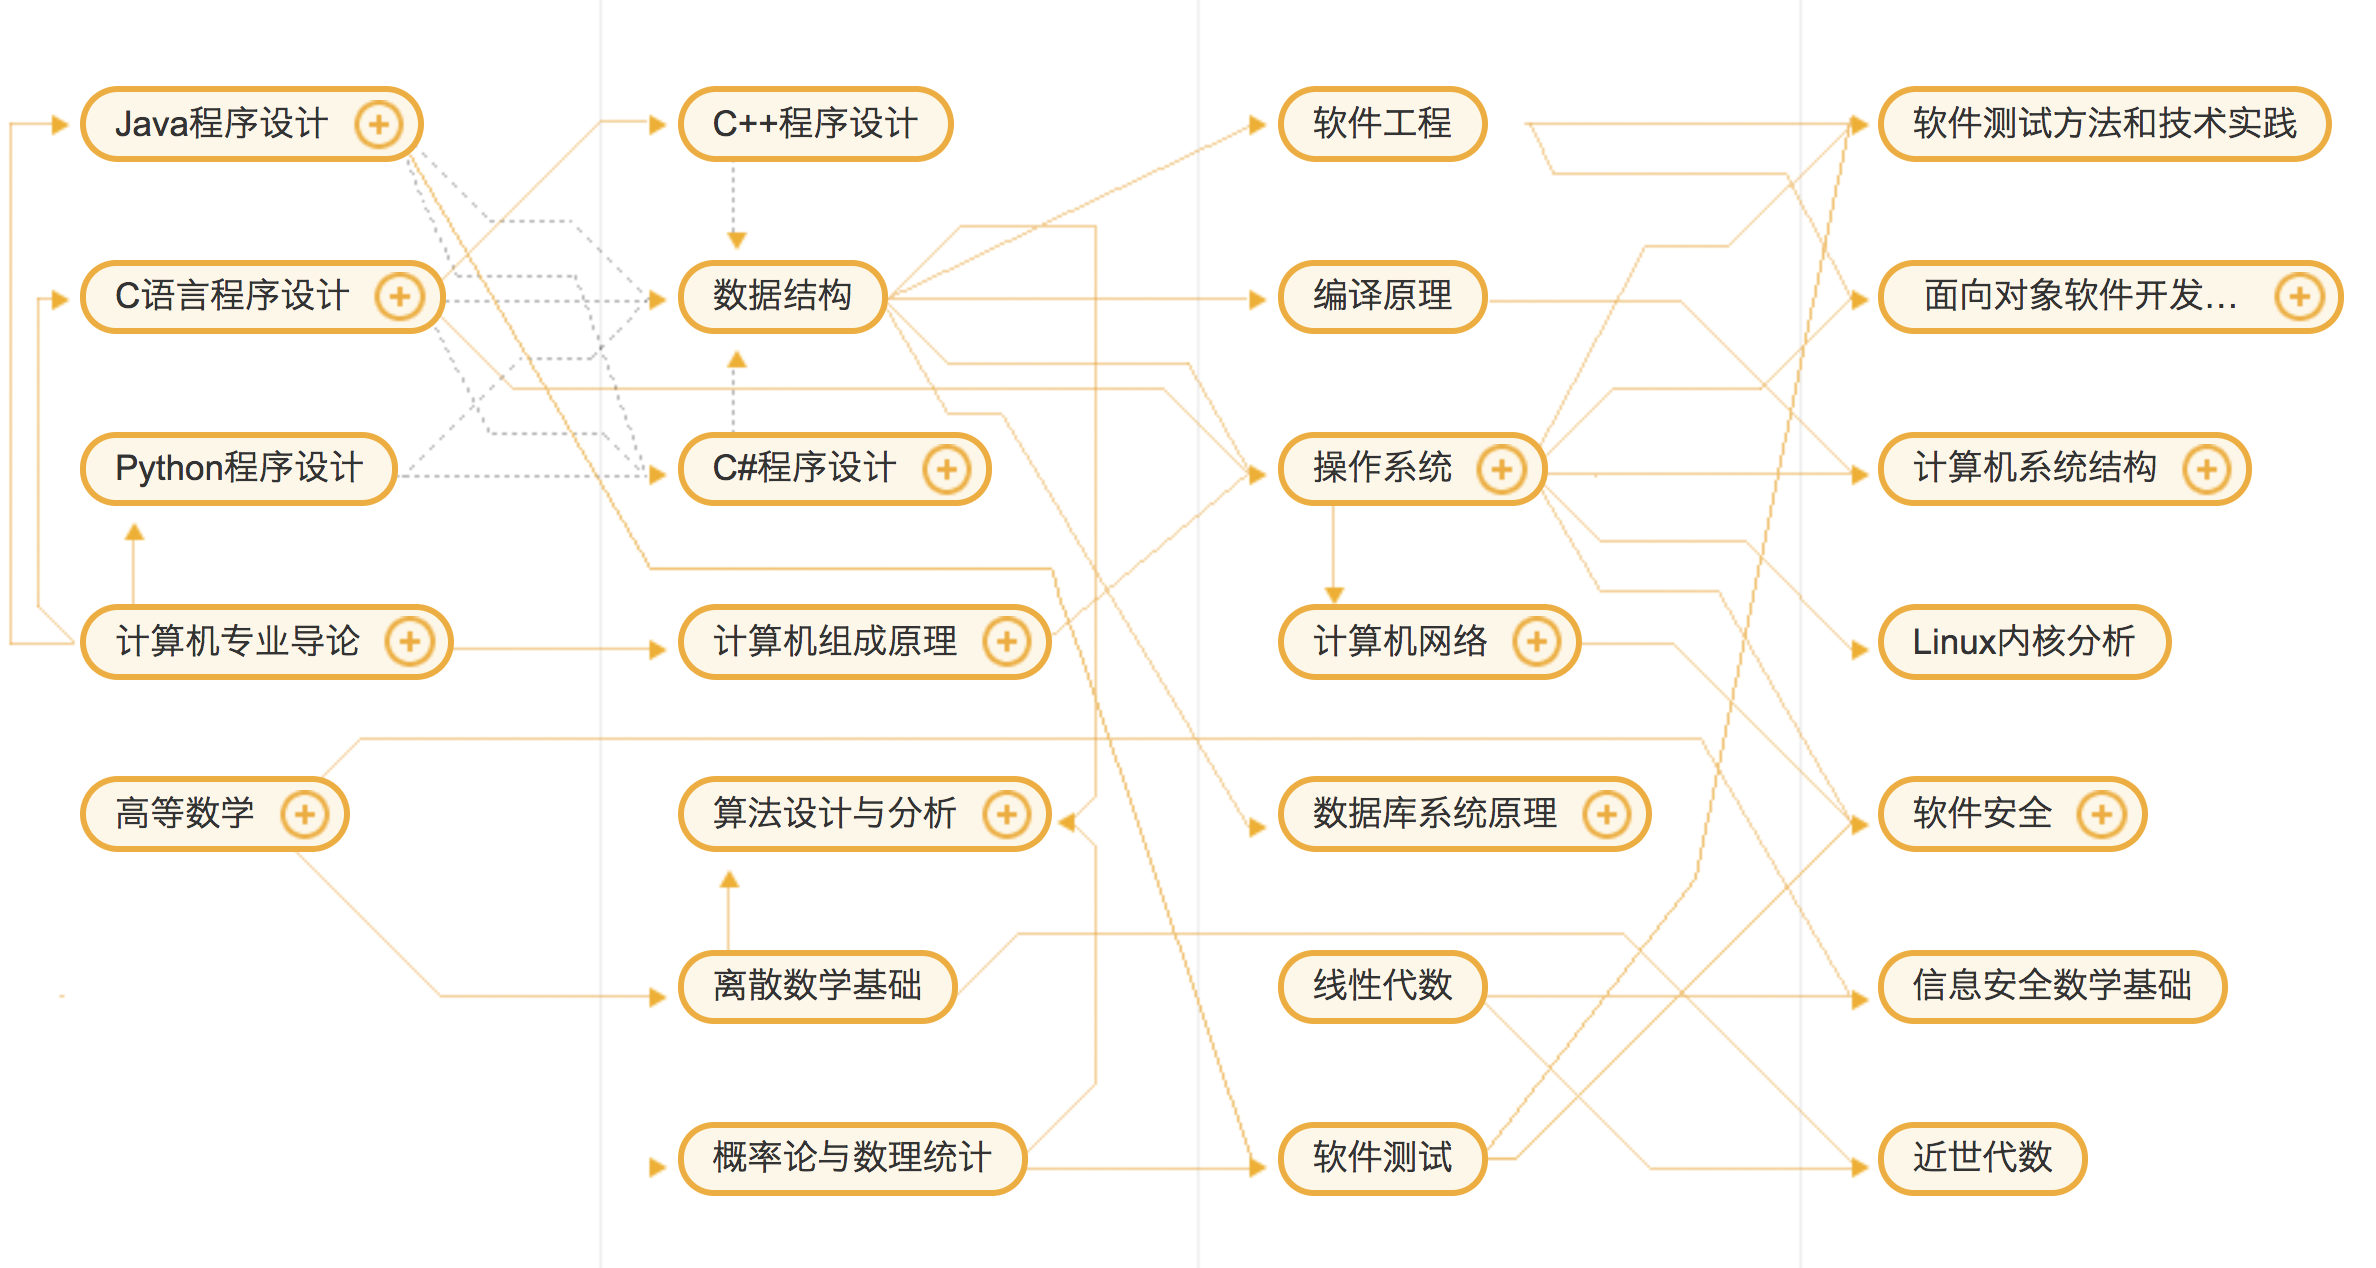 Java程序设计
C++程序设计
软件工程
软件测试方法和技术实践
C语言程序设计
数据结构
编译原理
面向对象软件开发...
Python程序设计
C#程序设计
操作系统
计算机系统结构
计算机专业导论
计算机组成原理
计算机网络
Linux内核分析
高等数学
算法设计与分析
数据库系统原理
软件安全
离散数学基础
线性代数
信息安全数学基础
概率论与数理统计
软件测试
近世代数